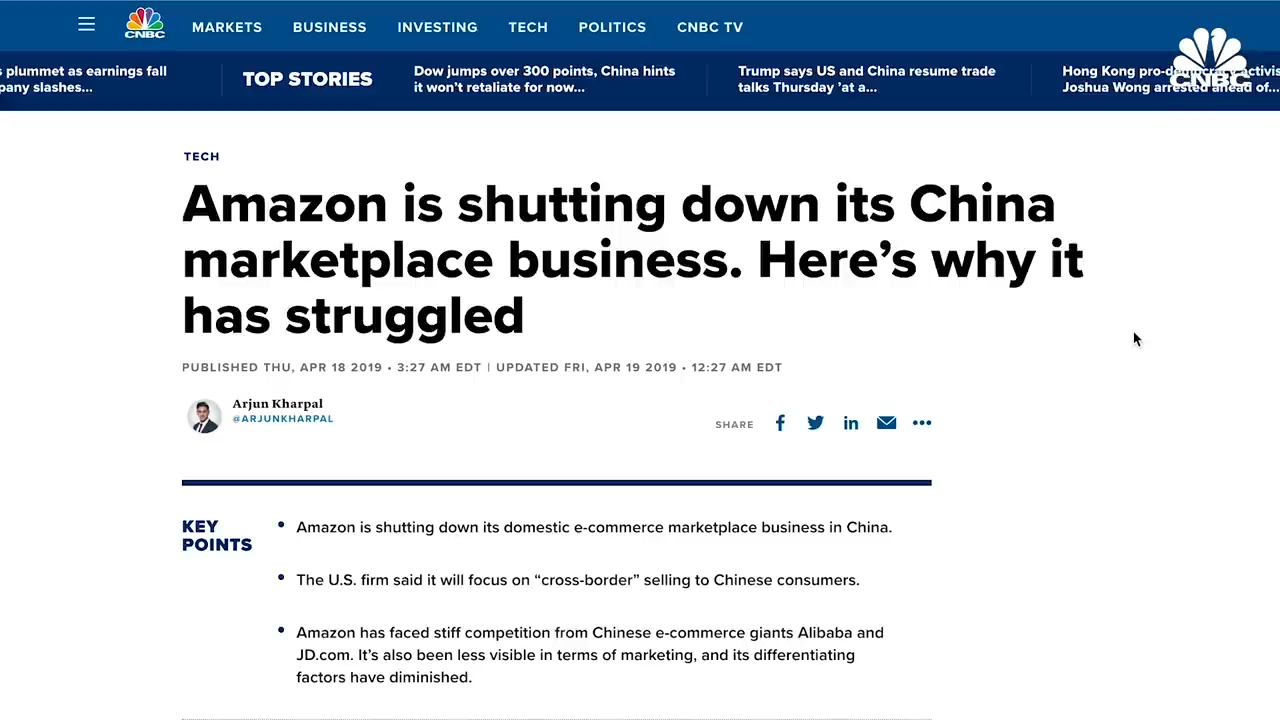 CNBC
MARKETS
BUSINESS
INVESTING
TECH
POLITICS
CNBC TV
plummet as earnings fall
pany slashes...
TOP STORIES
Dow jumps over 300 points, China hints
it won’t retaliate for now...
Trump says US and China resume trade
talks Thursday 'at a...
Hong Kong pro-democracy activis
Joshua Wong arrested ahead of...
CNBC
TECH
Amazon is shutting down its China
marketplace business. Here’s why it
has struggled
PUBLISHED THU, APR 18 2019 • 3:27 AM EDT | UPDATED FRI, APR 19 2019 • 12:27 AM EDT
Arjun Kharpal
@ARJUNKHARPAL
SHARE
KEY
POINTS
• Amazon is shutting down its domestic e-commerce marketplace business in China.
• The U.S. firm said it will focus on “cross-border” selling to Chinese consumers.
• Amazon has faced stiff competition from Chinese e-commerce giants Alibaba and
JD.com. It’s also been less visible in terms of marketing, and its differentiating
factors have diminished.